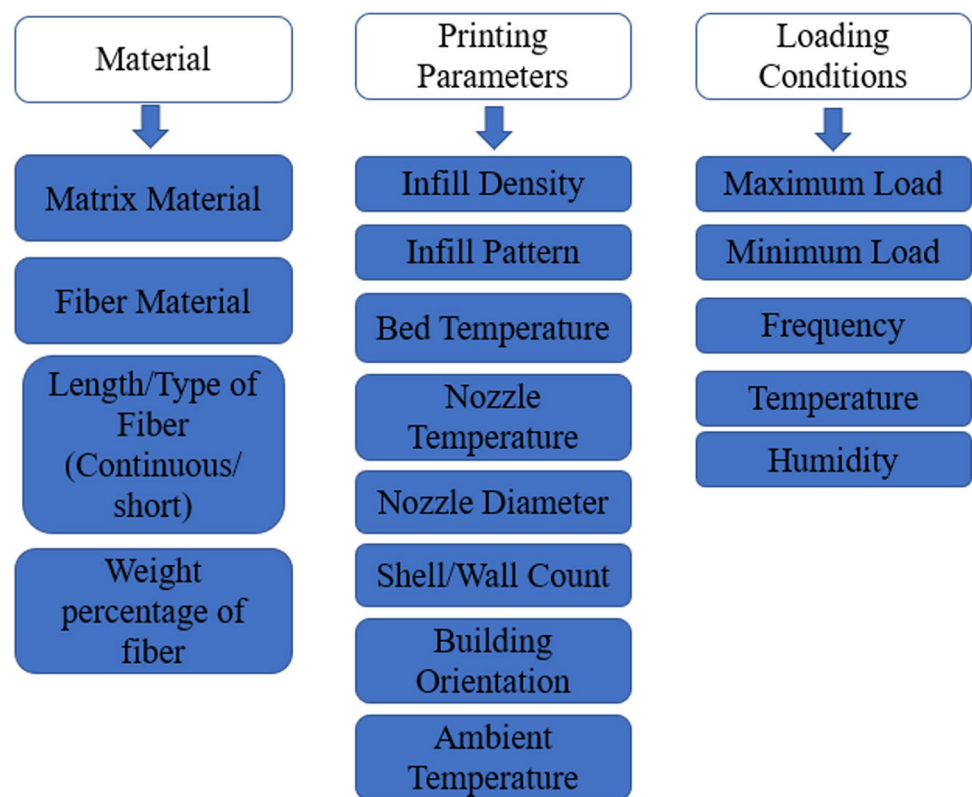 Material
Matrix Material
Fiber Material
Length/Type of
Fiber
(Continuous/
short)
Weight
percentage of
fiber
Printing
Parameters
Infill Density
Infill Pattern
Bed Temperature
Nozzle
Temperature
Nozzle Diameter
Shell/Wall Count
Building
Orientation
Ambient
Temperature
Loading
Conditions
Maximum Load
Minimum Load
Frequency
Temperature
Humidity